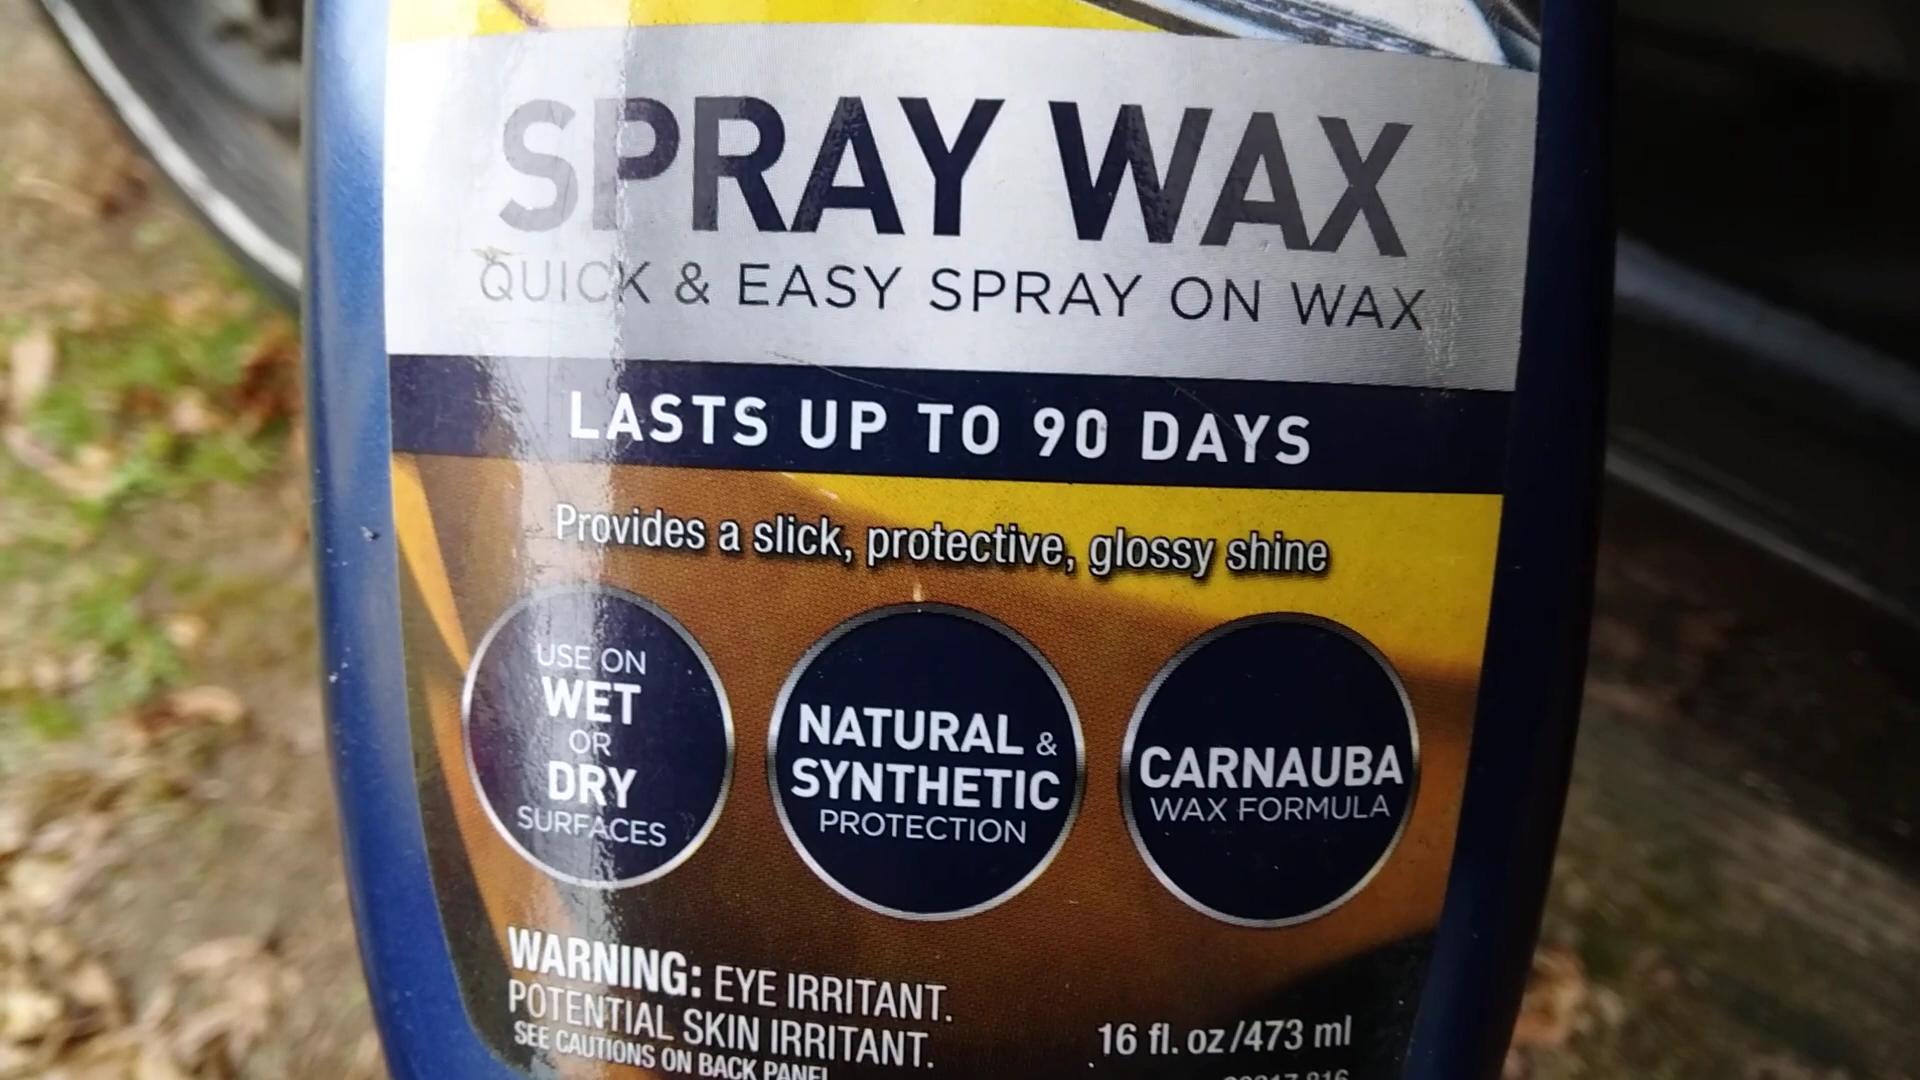 SPRAY WAX
QUICK & EASY SPRAY ON WAX
LASTS UP TO 90 DAYS
Provides a slick, protective, glossy shine
USE ON
WET
OR
DRY
SURFACES
NATURAL &
SYNTHETIC
PROTECTION
CARNAUBA
WAX FORMULA
WARNING: EYE IRRITANT.
POTENTIAL SKIN IRRITANT.
SEE CAUTIONS ON BACK PANEL
16 fl. oz/473 ml